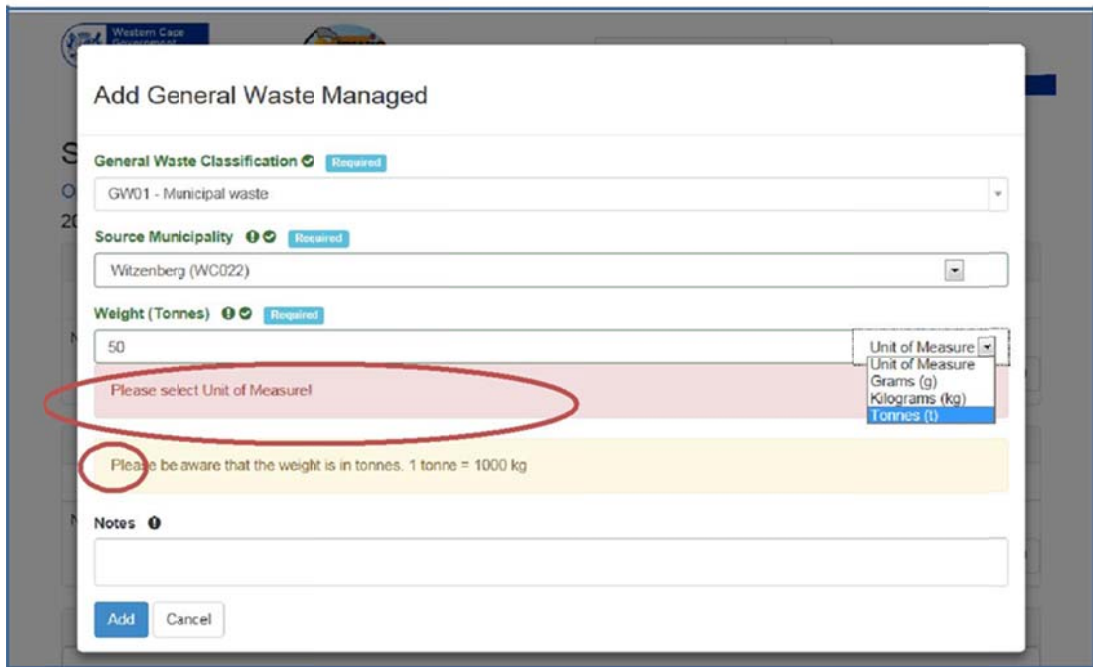 Western Cape
Government
Add General Waste Managed
General Waste Classification Required
GW01 - Municipal waste
Source Municipality Required
Witzenberg (WC022)
Weight (Tonnes) Required
50
Unit of Measure
Unit of Measure
Grams (g)
Kilograms (kg)
Tonnes (t)
Please select Unit of Measure!
Please be aware that the weight is in tonnes. 1 tonne = 1000 kg
Notes
Add Cancel